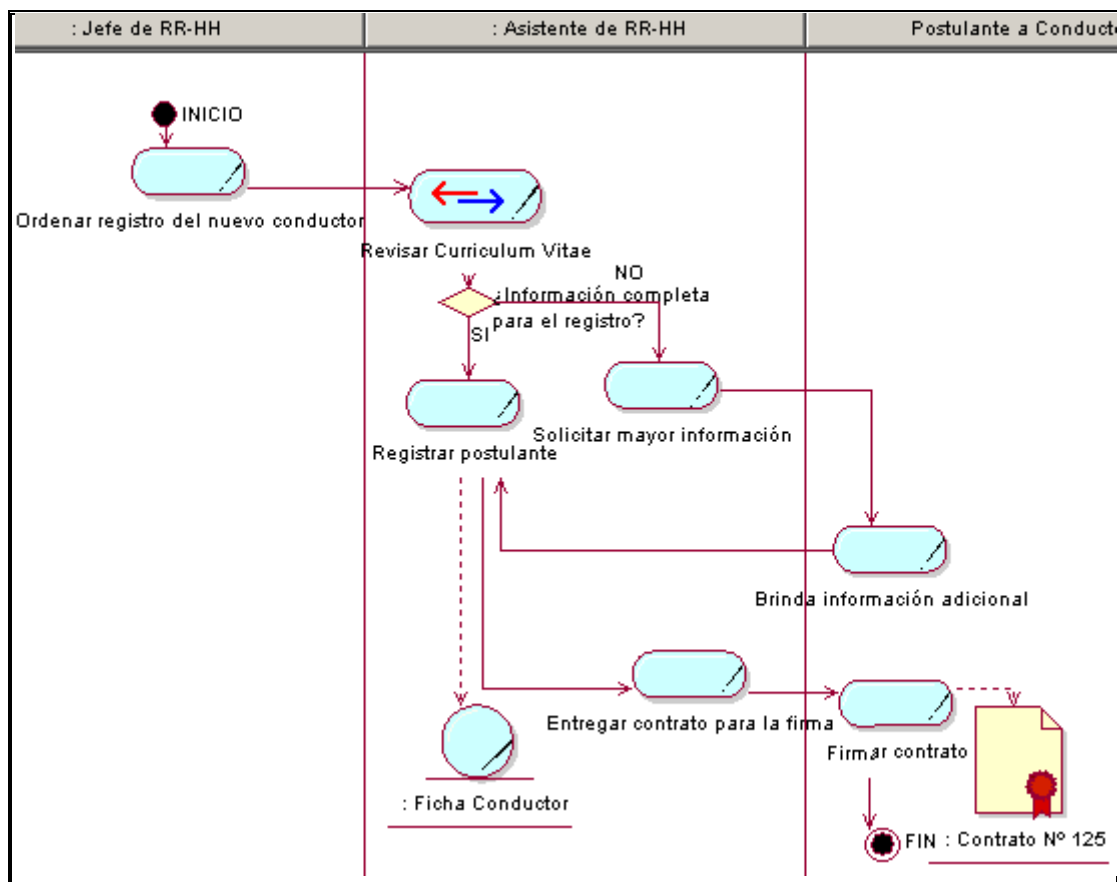 : Jefe de RR-HH
: Asistente de RR-HH
Postulante a Conducto
INICIO
Ordenar registro del nuevo conductor
Revisar Curriculum Vitae
NO
¿Información completa
para el registro?
SI
Solicitar mayor información
Registrar postulante
Brinda información adicional
Entregar contrato para la firma
Firmar contrato
: Ficha Conductor
FIN
: Contrato Nº 125